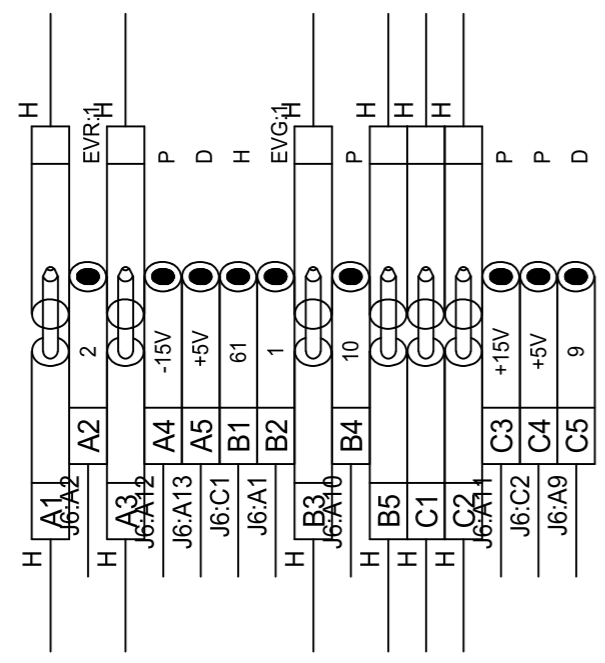 H
EVR:1
H
P
D
H
EVG:1
H
P
H
H
H
P
P
D
2
-15V
+5V
61
1
10
+15V
+5V
9
A1
A2
A3
A4
A5
B1
B2
B3
B4
B5
C1
C2
C3
C4
C5
J6:A2
J6:A12
J6:A13
J6:C1
J6:A1
J6:A10
J6:A11
J6:C2
J6:A9
H
H
H
H
H
H